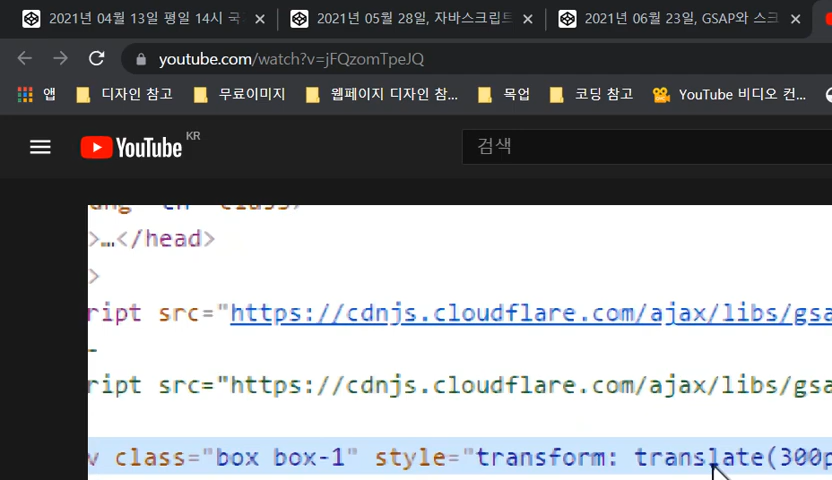 2021년 04월 13일 평일 14시 국
2021년 05월 28일, 자바스크립트
2021년 06월 23일, GSAP와 스크
youtube.com/watch?v=jFQzomTpeJQ
앱 디자인 참고 무료이미지 웹페이지 디자인 참... 목업 코딩 참고 YouTube 비디오 컨...
YouTube KR 검색
>…</head>
>
ript src="https://cdnjs.cloudflare.com/ajax/libs/gsa
ript src="https://cdnjs.cloudflare.com/ajax/libs/gsa
v class="box box-1" style="transform: translate(300p